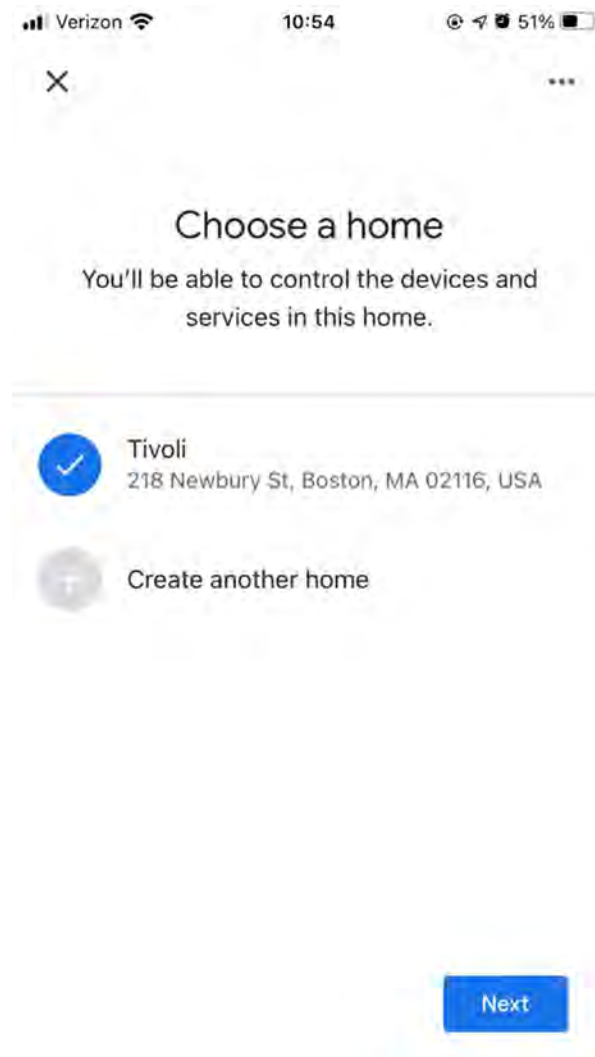 Verizon 10:54 51%
Choose a home
You'll be able to control the devices and
services in this home.
Tivoli
218 Newbury St, Boston, MA 02116, USA
Create another home
Next